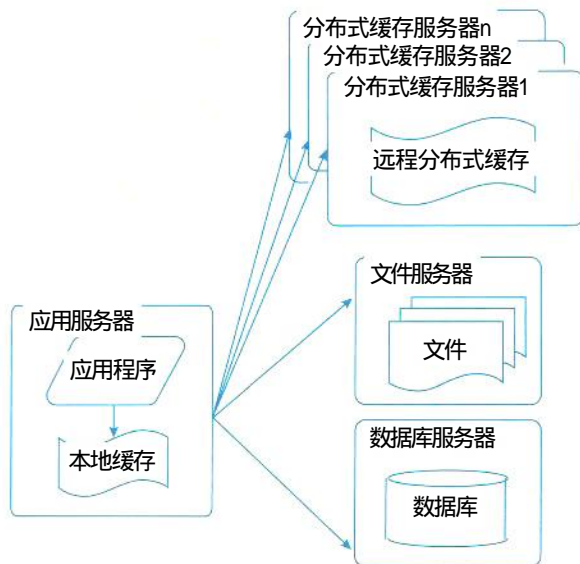 分布式缓存服务器n
分布式缓存服务器2
分布式缓存服务器1
远程分布式缓存
文件服务器
文件
应用服务器
应用程序
本地缓存
数据库服务器
数据库